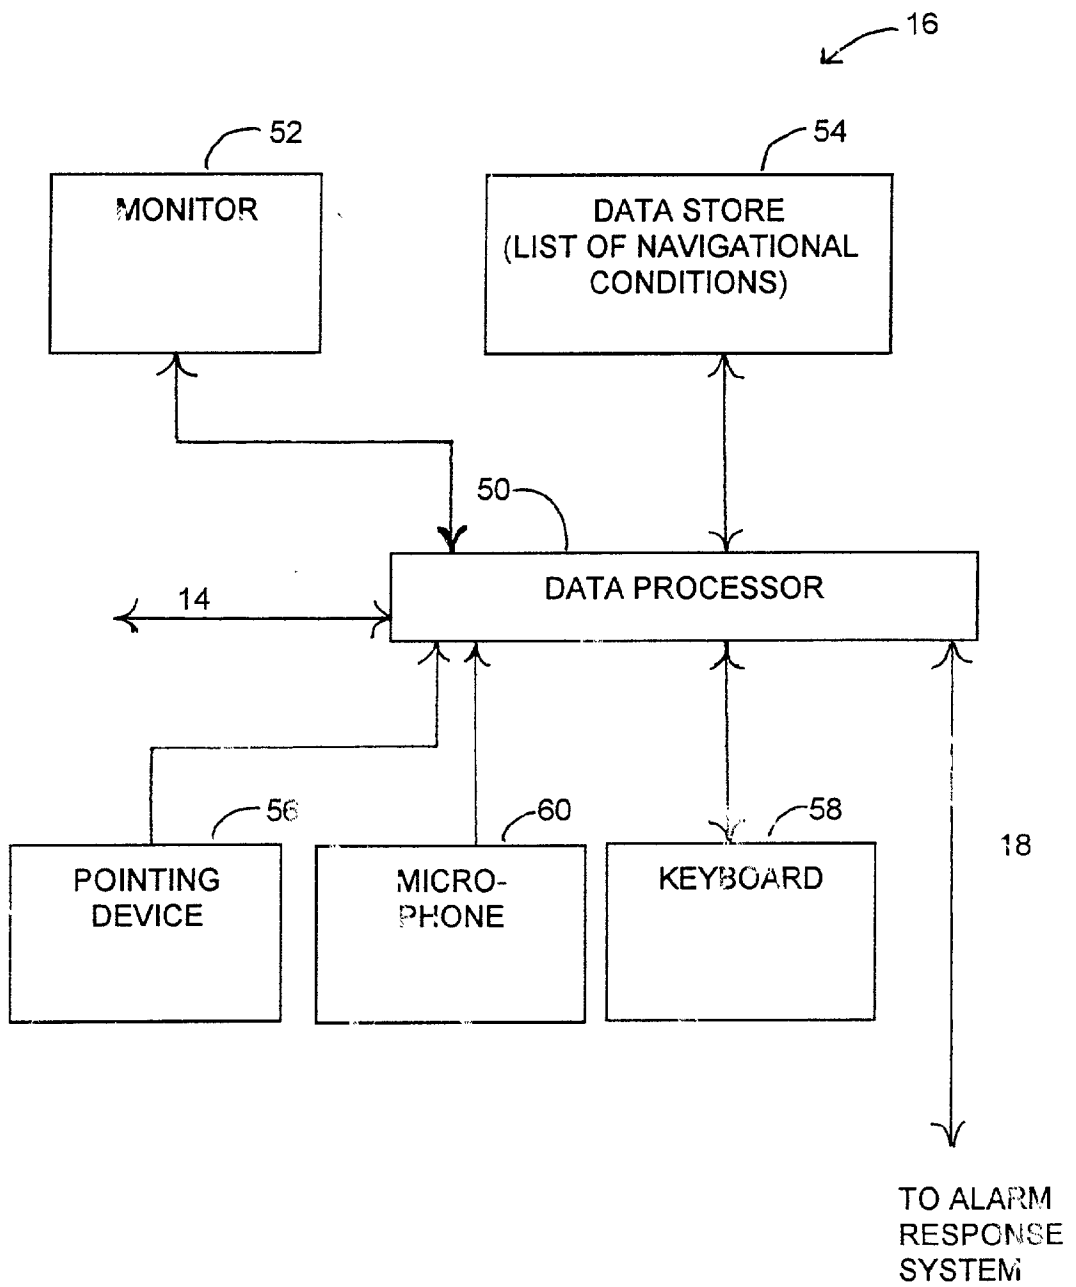 16
52
54
MONITOR
DATA STORE
(LIST OF NAVIGATIONAL
CONDITIONS)
50
DATA PROCESSOR
14
56
60
58
18
POINTING
DEVICE
MICRO-
PHONE
KEYBOARD
TO ALARM
RESPONSE
SYSTEM